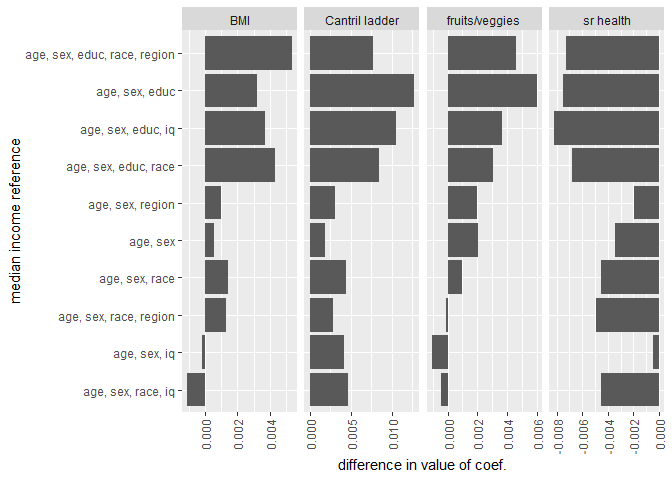 BMI
Cantril ladder
fruits/veggies
sr health
median income reference
age, sex, educ, race, region
age, sex, educ
age, sex, educ, iq
age, sex, educ, race
age, sex, region
age, sex
age, sex, race
age, sex, race, region
age, sex, iq
age, sex, race, iq
0.000
0.002
0.004
0.000
0.005
0.010
0.000
0.002
0.004
0.006
-0.008
-0.006
-0.004
-0.002
0.000
difference in value of coef.